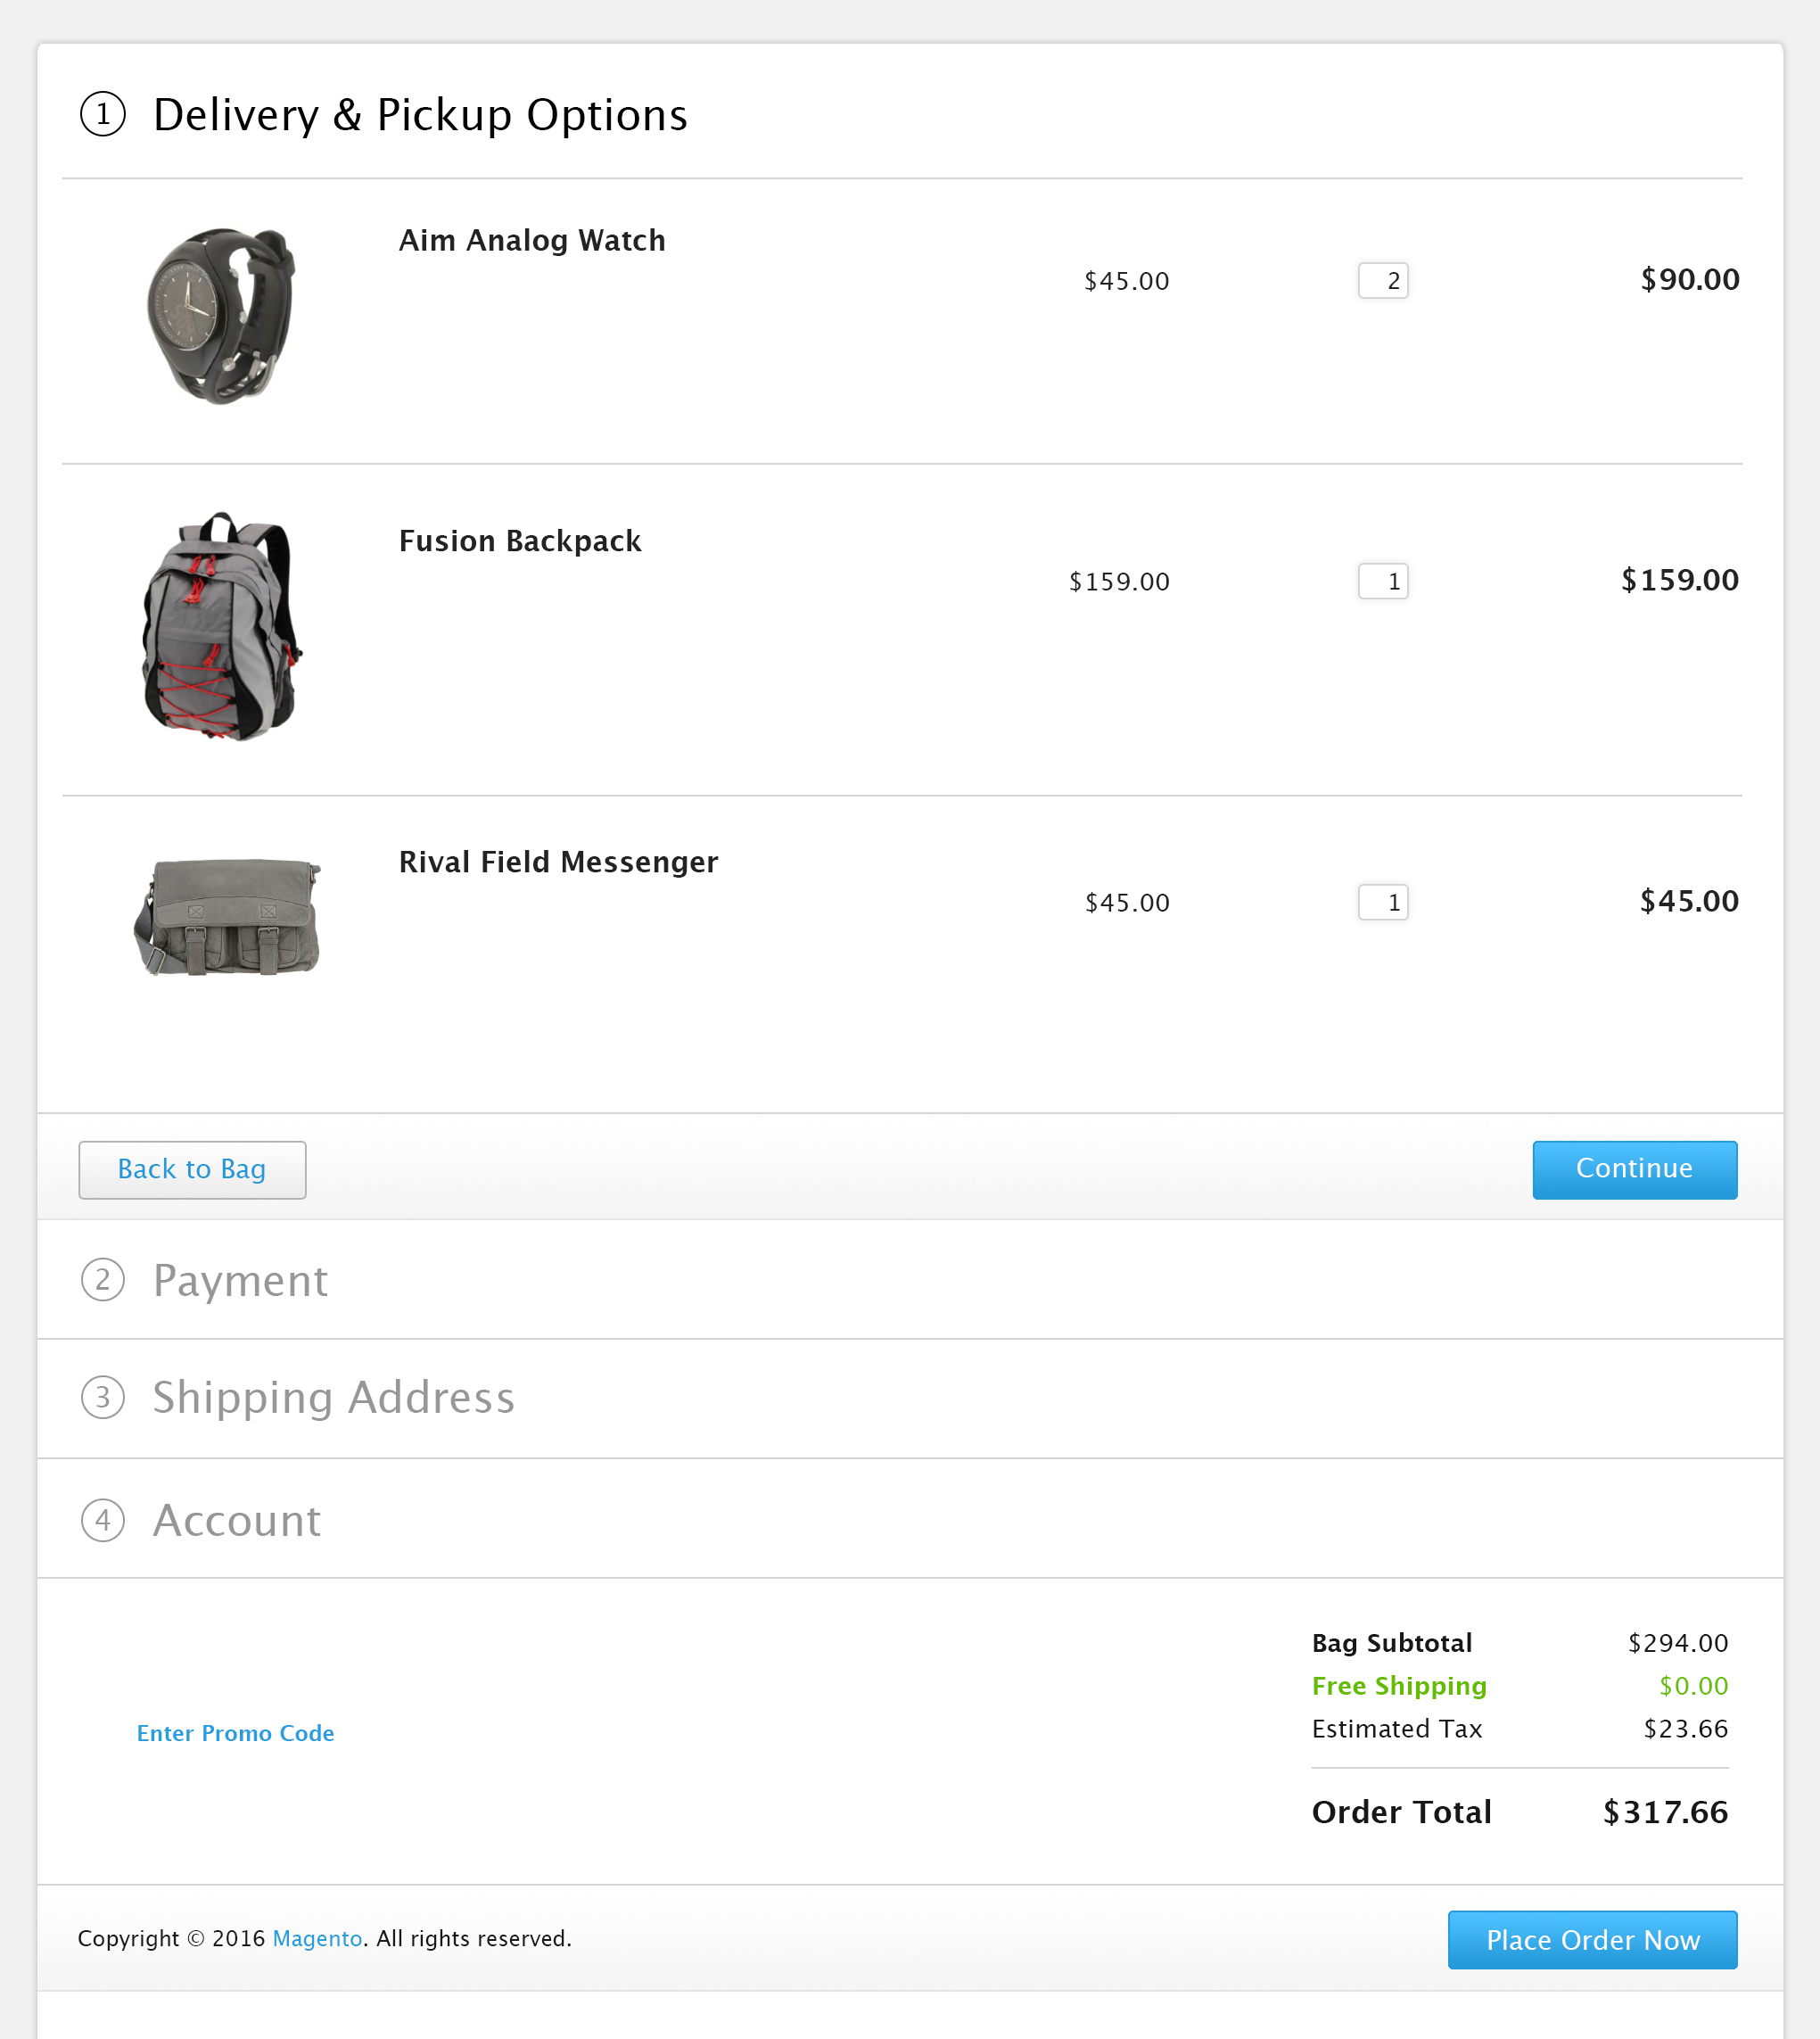 1 Delivery & Pickup Options
Aim Analog Watch
$45.00 2 $90.00
Fusion Backpack
$159.00 1 $159.00
Rival Field Messenger
$45.00 1 $45.00
Back to Bag Continue
2 Payment
3 Shipping Address
4 Account
Bag Subtotal $294.00
Free Shipping $0.00
Estimated Tax $23.66
Enter Promo Code
Order Total $317.66
Copyright © 2016 Magento. All rights reserved. Place Order Now